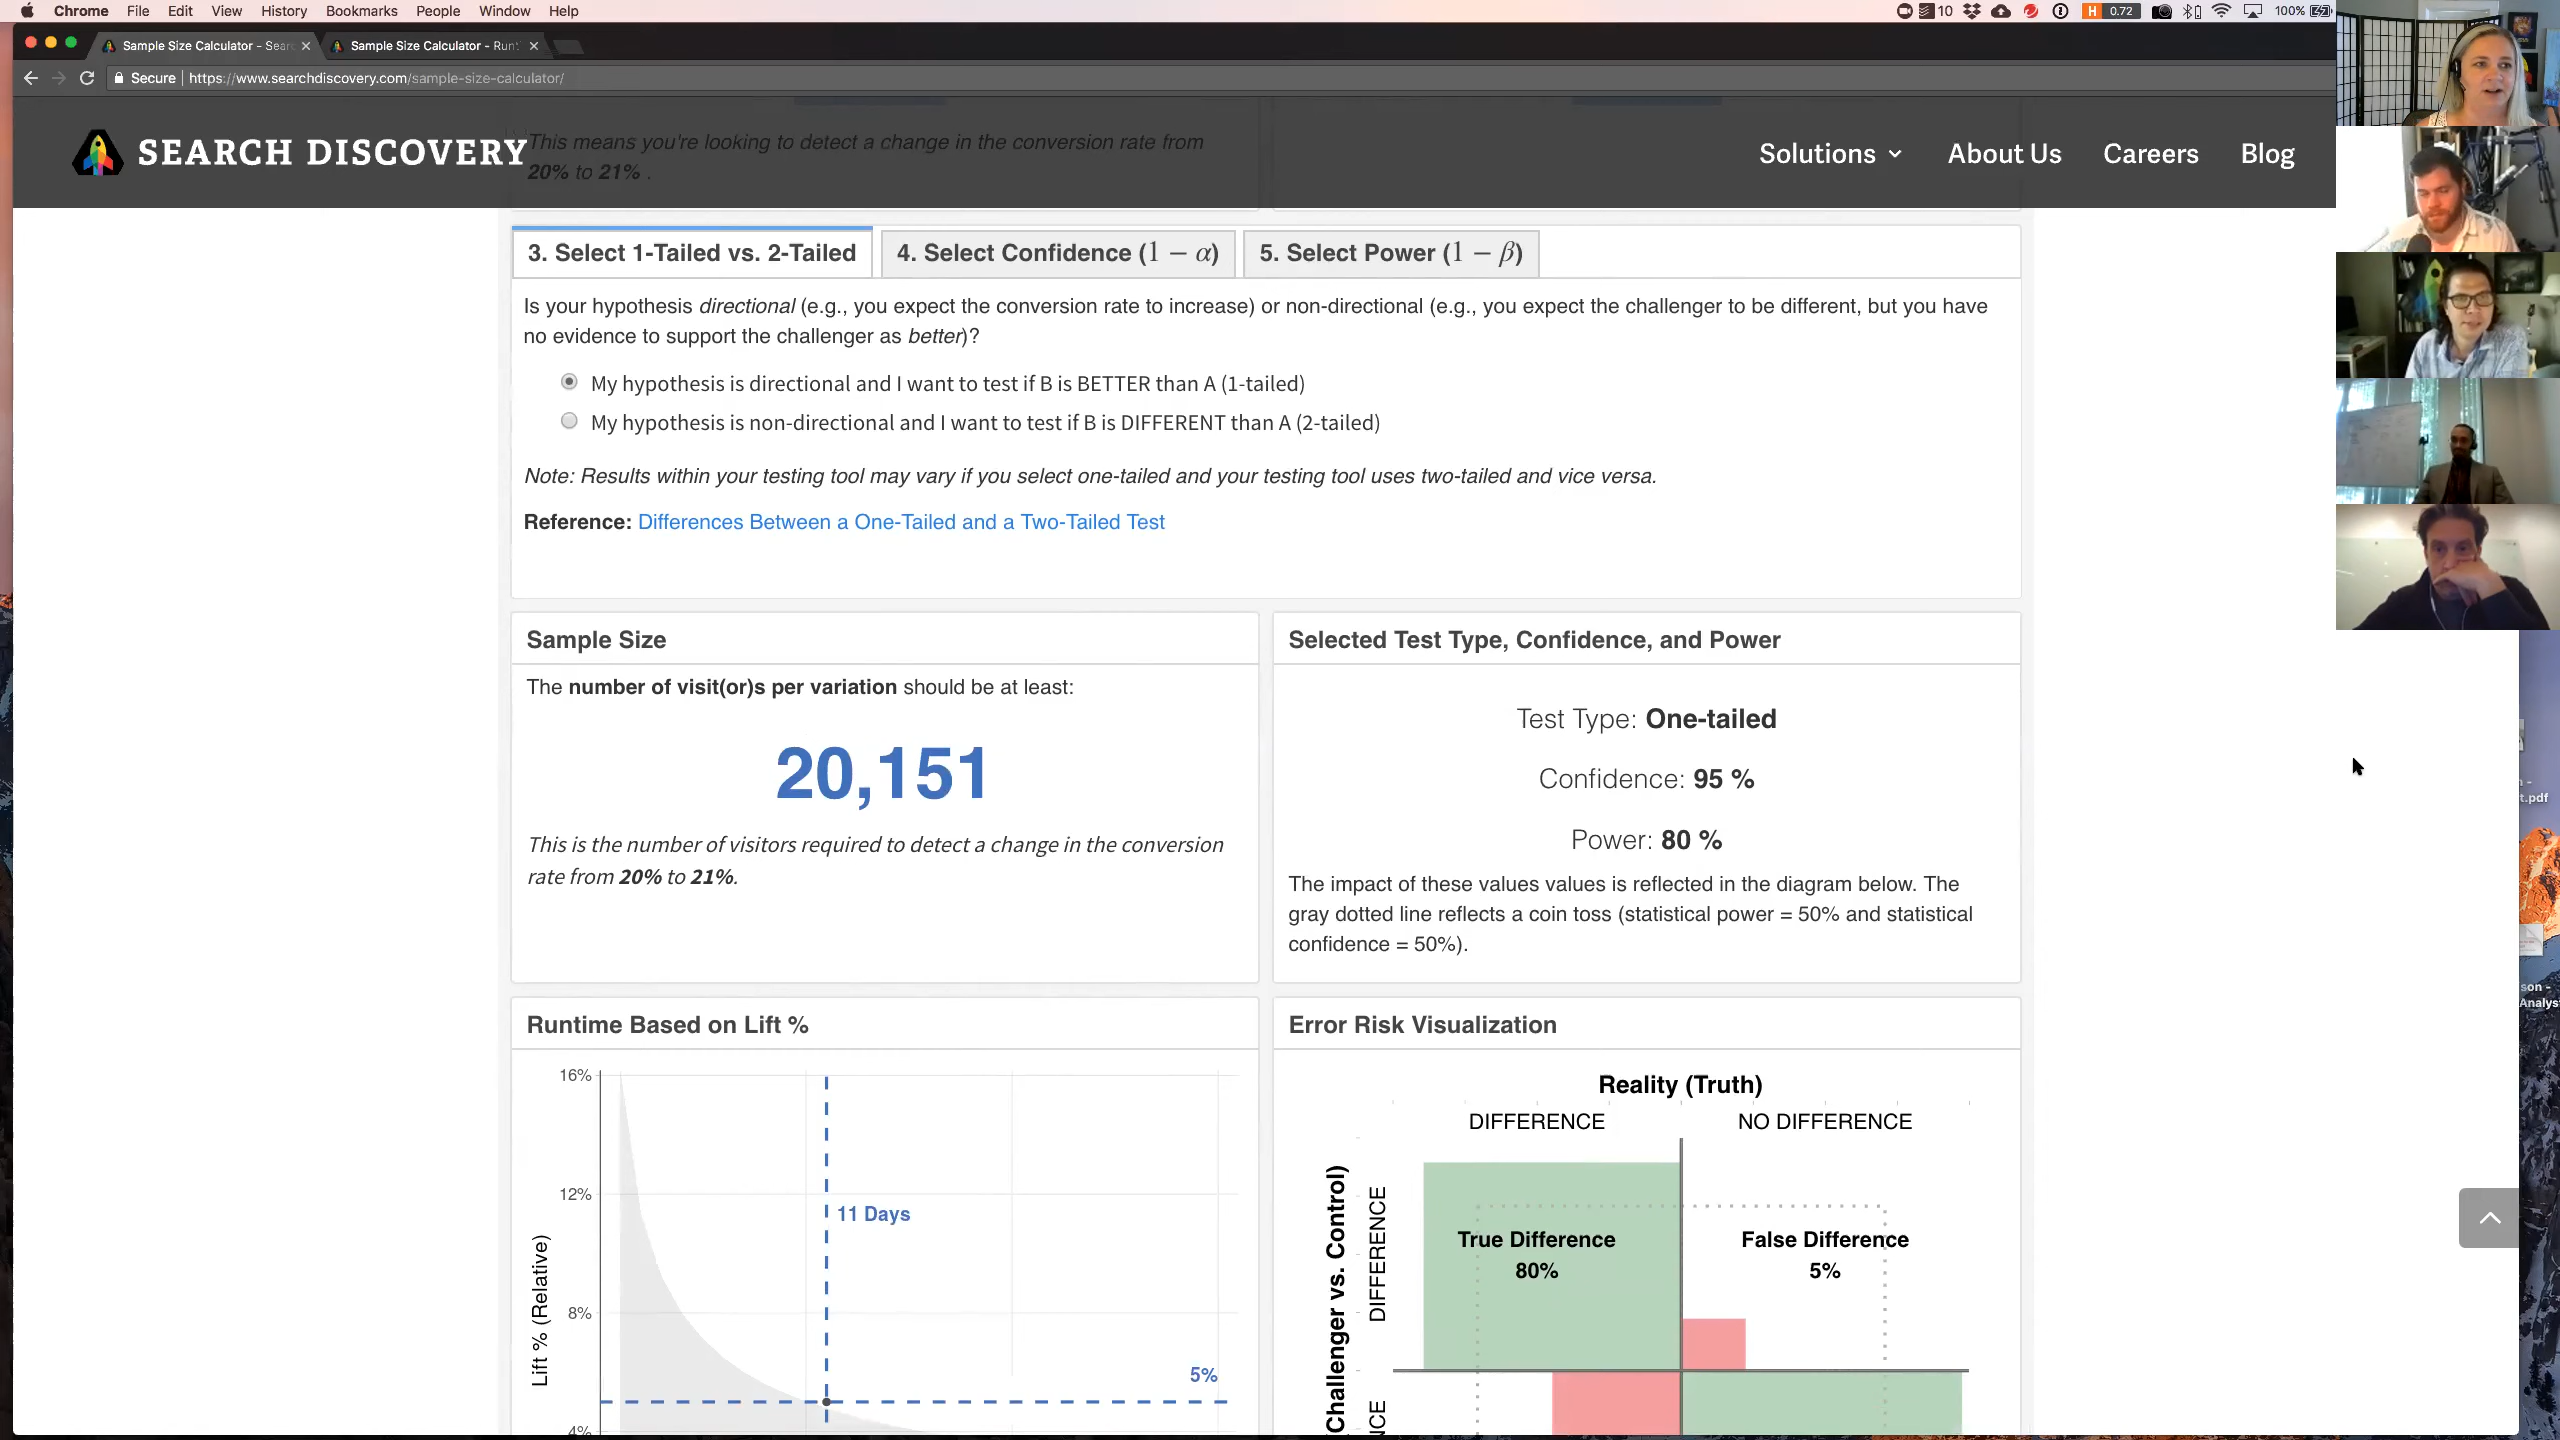 Chrome File Edit View History Bookmarks People Window Help 10 H 0.72 100%
Sample Size Calculator - Sear Sample Size Calculator - Run
Secure | https://www.searchdiscovery.com/sample-size-calculator/
This means you're looking to detect a change in the conversion rate from
20% to 21% .
SEARCH DISCOVERY Solutions About Us Careers Blog
3. Select 1-Tailed vs. 2-Tailed 4. Select Confidence (1 − α) 5. Select Power (1 − β)
Is your hypothesis directional (e.g., you expect the conversion rate to increase) or non-directional (e.g., you expect the challenger to be different, but you have
no evidence to support the challenger as better)?
My hypothesis is directional and I want to test if B is BETTER than A (1-tailed)
My hypothesis is non-directional and I want to test if B is DIFFERENT than A (2-tailed)
Note: Results within your testing tool may vary if you select one-tailed and your testing tool uses two-tailed and vice versa.
Reference: Differences Between a One-Tailed and a Two-Tailed Test
Sample Size
The number of visit(or)s per variation should be at least:
20,151
This is the number of visitors required to detect a change in the conversion
rate from 20% to 21%.
Selected Test Type, Confidence, and Power
Test Type: One-tailed
Confidence: 95 %
Power: 80 %
The impact of these values values is reflected in the diagram below. The
gray dotted line reflects a coin toss (statistical power = 50% and statistical
confidence = 50%).
Runtime Based on Lift %
16%
12%
8%
4%
Lift % (Relative)
11 Days
5%
Error Risk Visualization
Reality (Truth)
DIFFERENCE NO DIFFERENCE
Challenger vs. Control)
DIFFERENCE
True Difference
80%
False Difference
5%
t.pdf
son -
Analys